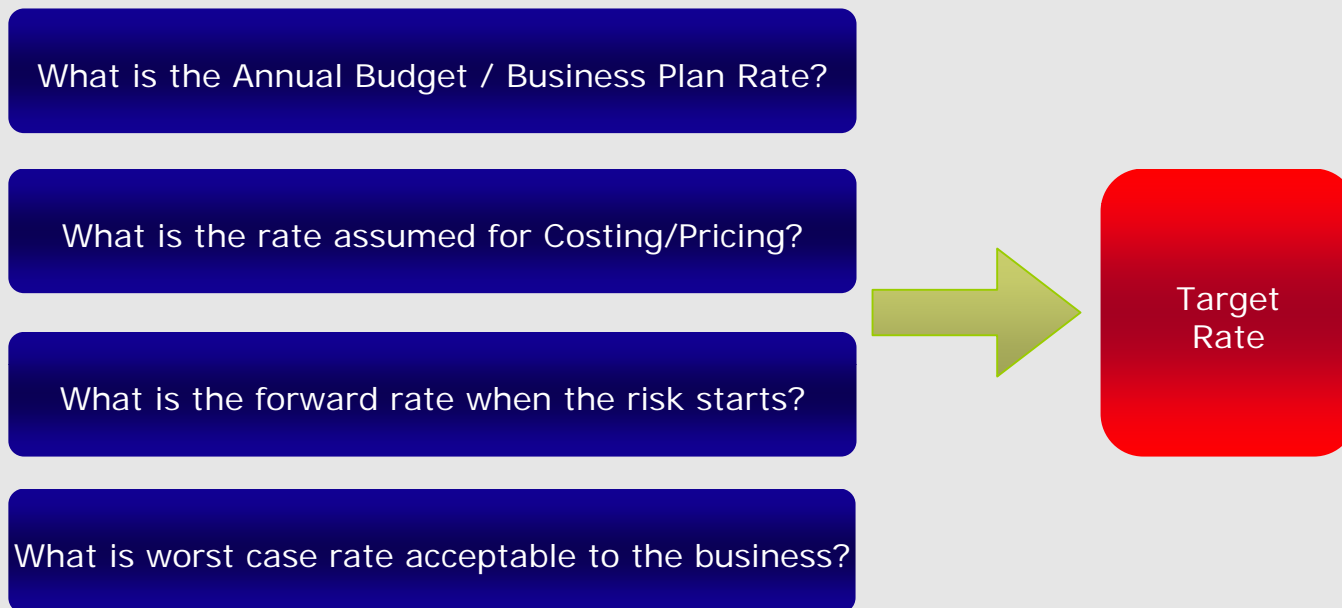 What is the Annual Budget / Business Plan Rate?
What is the rate assumed for Costing/Pricing?
What is the forward rate when the risk starts?
What is worst case rate acceptable to the business?
Target
Rate